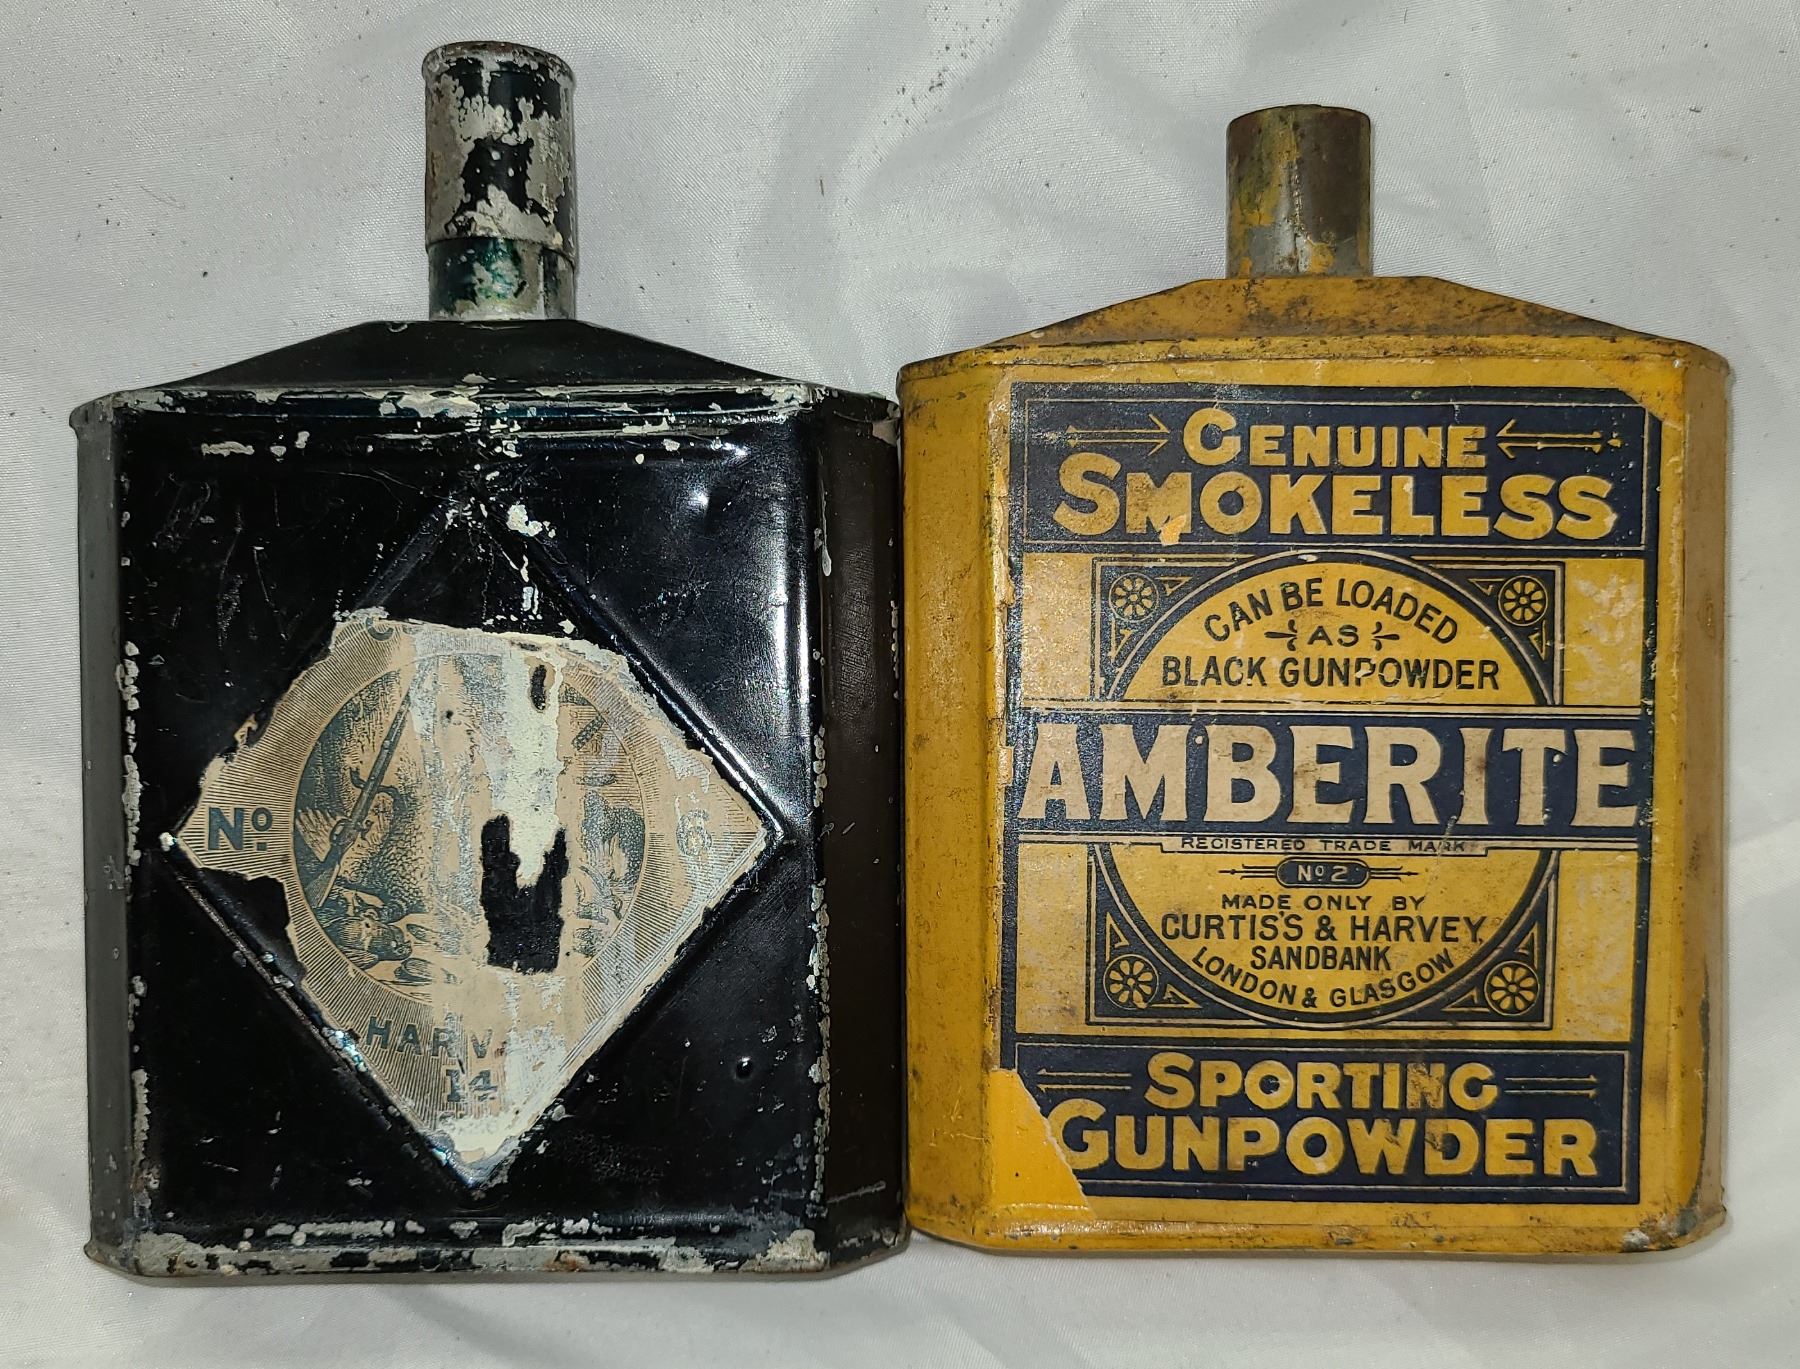 No. 6
HARV
14
GENUINE
SMOKELESS
CAN BE LOADED
AS
BLACK GUNPOWDER
AMBERITE
REGISTERED TRADE MARK
No 2
MADE ONLY BY
CURTIS'S & HARVEY
SANDBANK
LONDON & GLASGOW
SPORTING
GUNPOWDER